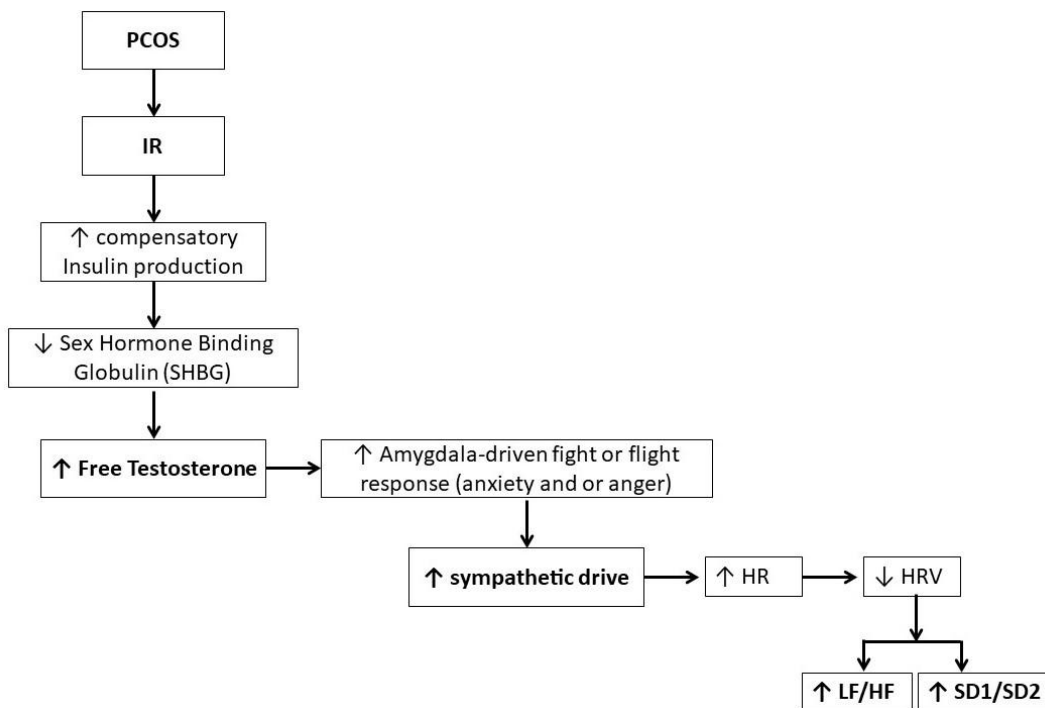 PCOS
IR
↑ compensatory
Insulin production
↓ Sex Hormone Binding
Globulin (SHBG)
↑ Free Testosterone
↑ Amygdala-driven fight or flight
response (anxiety and or anger)
↑ sympathetic drive
↑ HR
↓ HRV
↑ LF/HF
↑ SD1/SD2